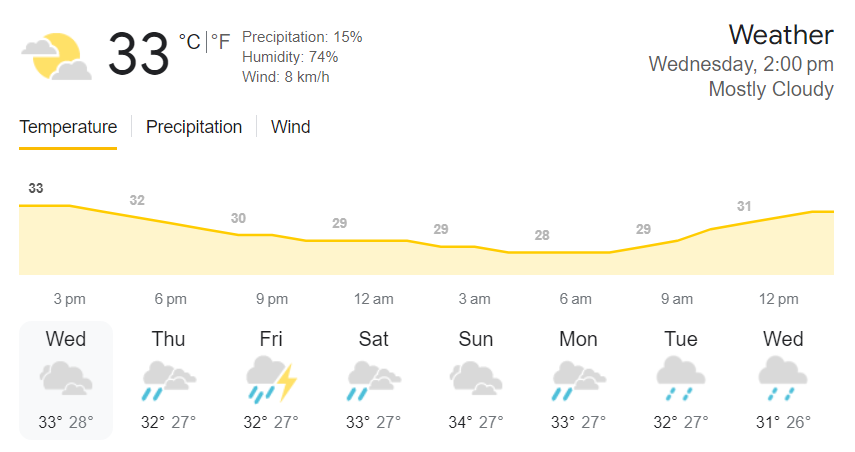 33 °C | °F
Precipitation: 15%
Humidity: 74%
Wind: 8 km/h
Weather
Wednesday, 2:00 pm
Mostly Cloudy
Temperature | Precipitation | Wind
33 32 30 29 29 28 29 31
3 pm 6 pm 9 pm 12 am 3 am 6 am 9 am 12 pm
Wed Thu Fri Sat Sun Mon Tue Wed
33° 28° 32° 27° 32° 27° 33° 27° 34° 27° 33° 27° 32° 27° 31° 26°